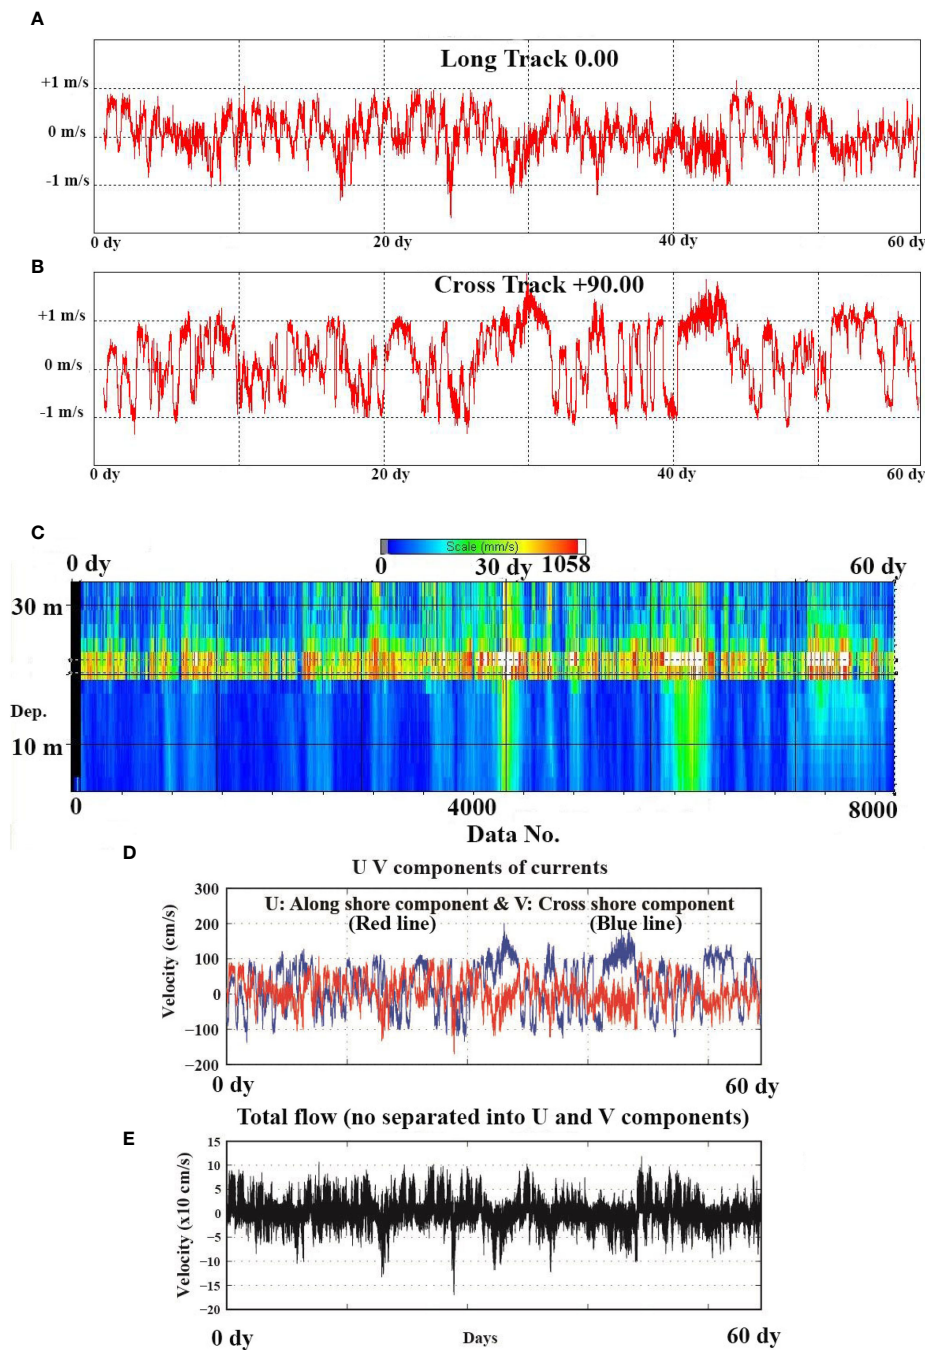 A
Long Track 0.00
+1 m/s
0 m/s
-1 m/s
0 dy
20 dy
40 dy
60 dy
B
Cross Track +90.00
+1 m/s
0 m/s
-1 m/s
0 dy
20 dy
40 dy
60 dy
C
0 dy
Scale (mm/s)
0
30 dy
1058
60 dy
30 m
Dep.
10 m
0
4000
8000
Data No.
D
U V components of currents
300
U: Along shore component & V: Cross shore component
(Red line)
(Blue line)
200
100
0
−100
−200
Velocity (cm/s)
0 dy
60 dy
Total flow (no separated into U and V components)
E
15
10
5
0
−5
−10
−15
−20
Velocity (x10 cm/s)
0 dy
Days
60 dy